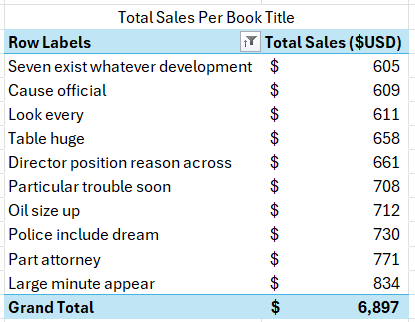 Total Sales Per Book Title
Row Labels Total Sales ($USD)
Seven exist whatever development $ 605
Cause official $ 609
Look every $ 611
Table huge $ 658
Director position reason across $ 661
Particular trouble soon $ 708
Oil size up $ 712
Police include dream $ 730
Part attorney $ 771
Large minute appear $ 834
Grand Total $ 6,897